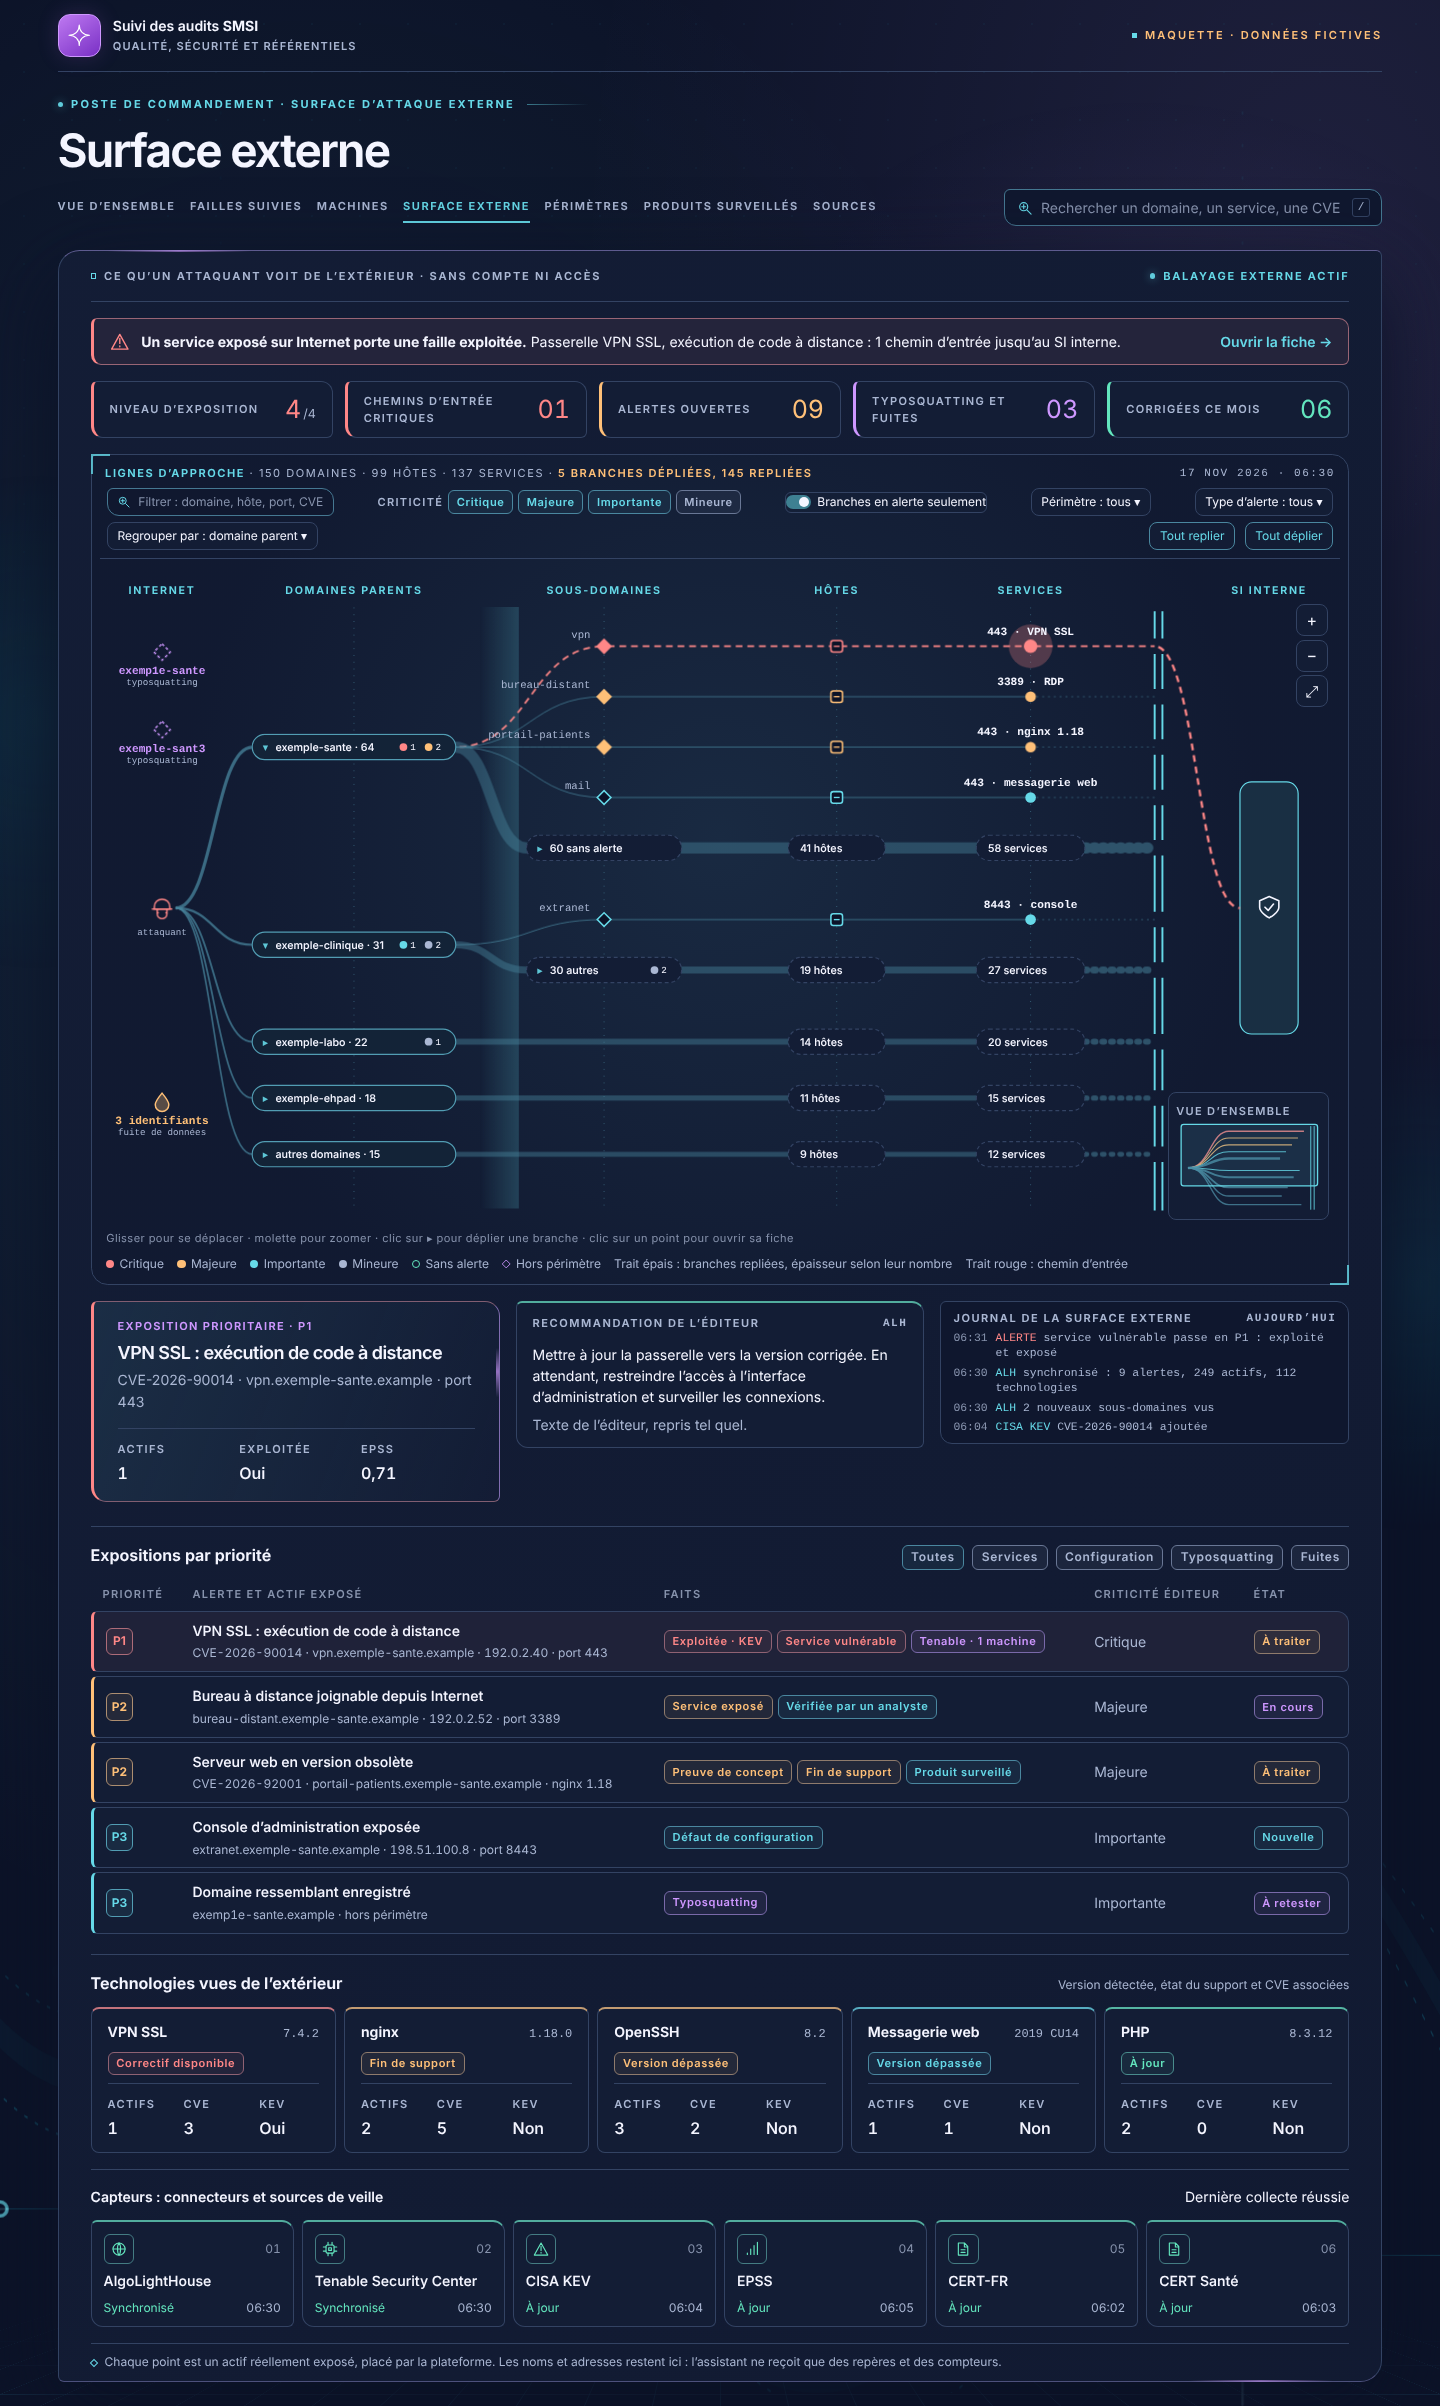 Suivi des audits SMSI
QUALITÉ, SÉCURITÉ ET RÉFÉRENTIELS
MAQUETTE · DONNÉES FICTIVES
POSTE DE COMMANDEMENT · SURFACE D’ATTAQUE EXTERNE
Surface externe
VUE D’ENSEMBLE FAILLES SUIVIES MACHINES SURFACE EXTERNE PÉRIMÈTRES PRODUITS SURVEILLÉS SOURCES
Rechercher un domaine, un service, une CVE /
CE QU’UN ATTAQUANT VOIT DE L’EXTÉRIEUR · SANS COMPTE NI ACCÈS
BALAYAGE EXTERNE ACTIF
Un service exposé sur Internet porte une faille exploitée. Passerelle VPN SSL, exécution de code à distance : 1 chemin d’entrée jusqu’au SI interne.
Ouvrir la fiche →
NIVEAU D’EXPOSITION 4/4
CHEMINS D’ENTRÉE CRITIQUES 01
ALERTES OUVERTES 09
TYPOSQUATTING ET FUITES 03
CORRIGÉES CE MOIS 06
LIGNES D’APPROCHE · 150 DOMAINES · 99 HÔTES · 137 SERVICES · 5 BRANCHES DÉPLIÉES, 145 REPLIÉES
17 NOV 2026 · 06:30
Filtrer : domaine, hôte, port, CVE
CRITICITÉ Critique Majeure Importante Mineure
Branches en alerte seulement
Périmètre : tous ▾
Type d’alerte : tous ▾
Regrouper par : domaine parent ▾
Tout replier Tout déplier
INTERNET DOMAINES PARENTS SOUS-DOMAINES HÔTES SERVICES SI INTERNE
+
−
vpn
443 · VPN SSL
exemp1e-sante
typosquatting
bureau-distant
3389 · RDP
exemple-sant3
typosquatting
portail-patients
443 · nginx 1.18
▾ exemple-sante · 64 1 2
mail
443 · messagerie web
▸ 60 sans alerte 41 hôtes 58 services
attaquant
extranet
8443 · console
▾ exemple-clinique · 31 1 2
▸ 30 autres 2 19 hôtes 27 services
▸ exemple-labo · 22 1 14 hôtes 20 services
▸ exemple-ehpad · 18 11 hôtes 15 services
3 identifiants
fuite de données
▸ autres domaines · 15 9 hôtes 12 services
VUE D’ENSEMBLE
Glisser pour se déplacer · molette pour zoomer · clic sur ▸ pour déplier une branche · clic sur un point pour ouvrir sa fiche
Critique Majeure Importante Mineure Sans alerte Hors périmètre Trait épais : branches repliées, épaisseur selon leur nombre Trait rouge : chemin d’entrée
EXPOSITION PRIORITAIRE · P1
VPN SSL : exécution de code à distance
CVE-2026-90014 · vpn.exemple-sante.example · port
443
ACTIFS EXPLOITÉE EPSS
1 Oui 0,71
RECOMMANDATION DE L’ÉDITEUR ALH
Mettre à jour la passerelle vers la version corrigée. En
attendant, restreindre l’accès à l’interface
d’administration et surveiller les connexions.
Texte de l’éditeur, repris tel quel.
JOURNAL DE LA SURFACE EXTERNE AUJOURD’HUI
06:31 ALERTE service vulnérable passe en P1 : exploité
et exposé
06:30 ALH synchronisé : 9 alertes, 249 actifs, 112
technologies
06:30 ALH 2 nouveaux sous-domaines vus
06:04 CISA KEV CVE-2026-90014 ajoutée
Expositions par priorité
Toutes Services Configuration Typosquatting Fuites
PRIORITÉ ALERTE ET ACTIF EXPOSÉ FAITS CRITICITÉ ÉDITEUR ÉTAT
P1 VPN SSL : exécution de code à distance
CVE-2026-90014 · vpn.exemple-sante.example · 192.0.2.40 · port 443
Exploitée · KEV Service vulnérable Tenable · 1 machine Critique À traiter
P2 Bureau à distance joignable depuis Internet
bureau-distant.exemple-sante.example · 192.0.2.52 · port 3389
Service exposé Vérifiée par un analyste Majeure En cours
P2 Serveur web en version obsolète
CVE-2026-92001 · portail-patients.exemple-sante.example · nginx 1.18
Preuve de concept Fin de support Produit surveillé Majeure À traiter
P3 Console d’administration exposée
extranet.exemple-sante.example · 198.51.100.8 · port 8443
Défaut de configuration Importante Nouvelle
P3 Domaine ressemblant enregistré
exemp1e-sante.example · hors périmètre
Typosquatting Importante À retester
Technologies vues de l’extérieur
Version détectée, état du support et CVE associées
VPN SSL 7.4.2
Correctif disponible
ACTIFS CVE KEV
1 3 Oui
nginx 1.18.0
Fin de support
ACTIFS CVE KEV
2 5 Non
OpenSSH 8.2
Version dépassée
ACTIFS CVE KEV
3 2 Non
Messagerie web 2019 CU14
Version dépassée
ACTIFS CVE KEV
1 1 Non
PHP 8.3.12
À jour
ACTIFS CVE KEV
2 0 Non
Capteurs : connecteurs et sources de veille
Dernière collecte réussie
01
AlgoLightHouse
Synchronisé 06:30
02
Tenable Security Center
Synchronisé 06:30
03
CISA KEV
À jour 06:04
04
EPSS
À jour 06:05
05
CERT-FR
À jour 06:02
06
CERT Santé
À jour 06:03
Chaque point est un actif réellement exposé, placé par la plateforme. Les noms et adresses restent ici : l’assistant ne reçoit que des repères et des compteurs.